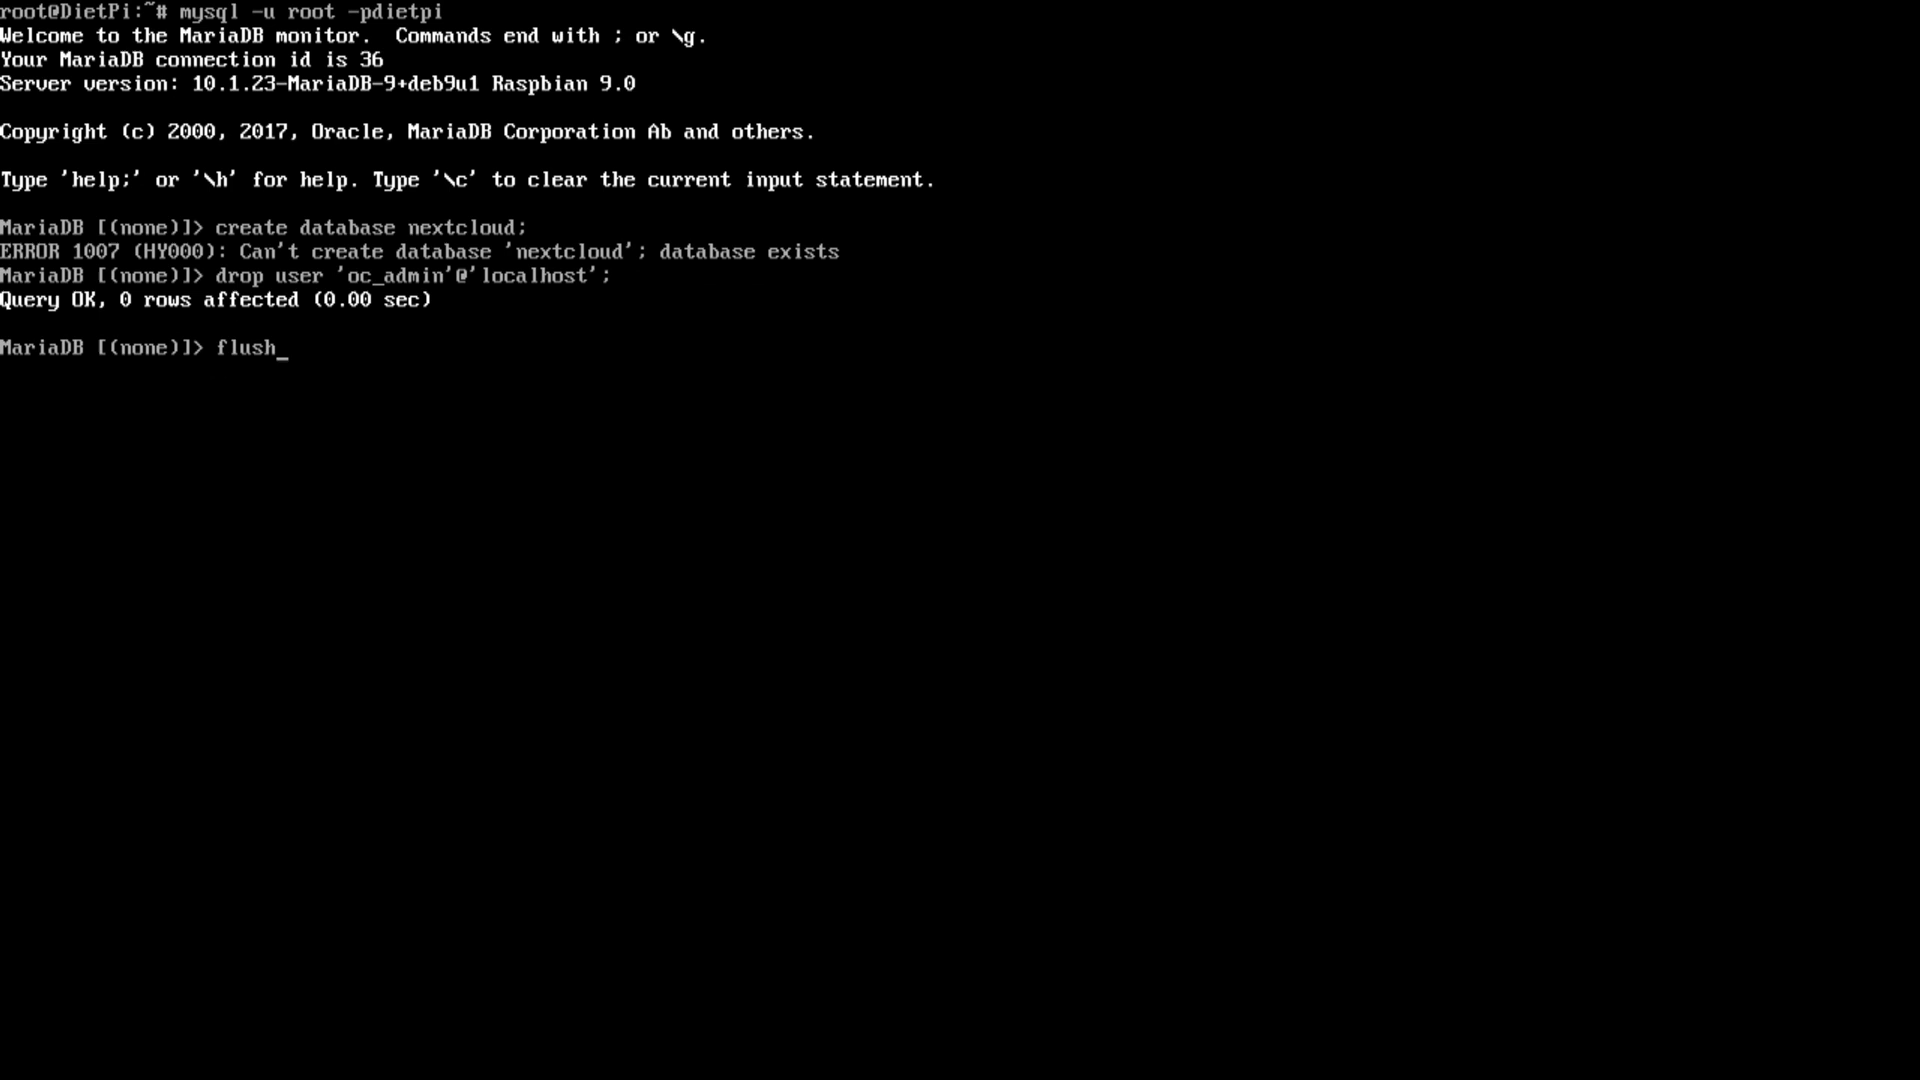 root@DietPi:~# mysql -u root -pdietpi
Welcome to the MariaDB monitor.  Commands end with ; or \g.
Your MariaDB connection id is 36
Server version: 10.1.23-MariaDB-9+deb9u1 Raspbian 9.0
Copyright (c) 2000, 2017, Oracle, MariaDB Corporation Ab and others.
Type 'help;' or '\h' for help. Type '\c' to clear the current input statement.
MariaDB [(none)]> create database nextcloud;
ERROR 1007 (HY000): Can't create database 'nextcloud'; database exists
MariaDB [(none)]> drop user 'oc_admin'@'localhost';
Query OK, 0 rows affected (0.00 sec)
MariaDB [(none)]> flush_